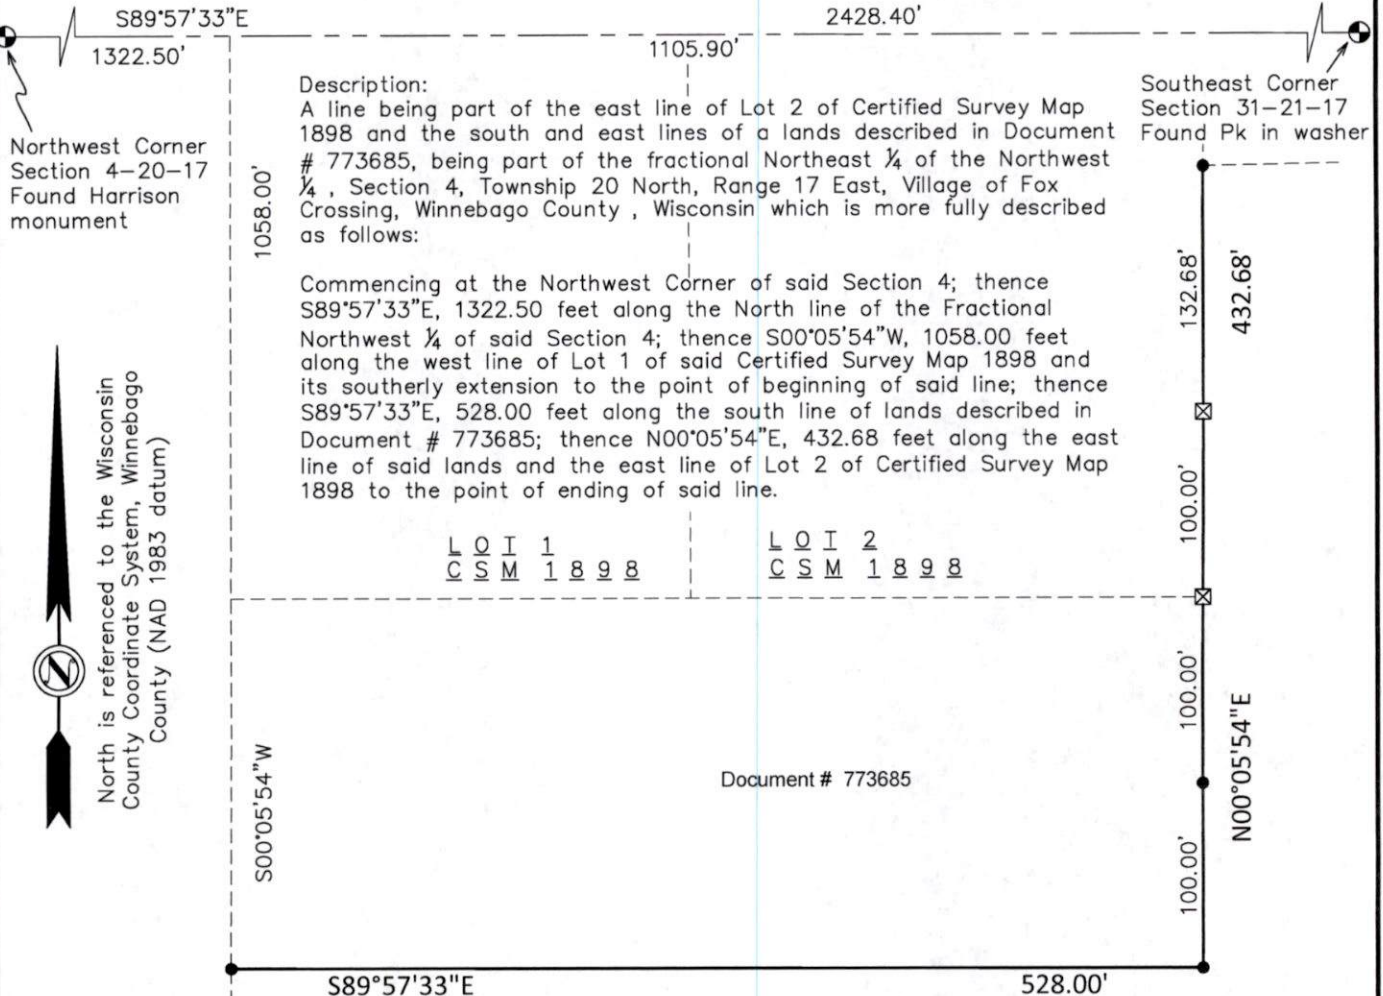 S89°57'33"E
1322.50'
2428.40'
1105.90'
Northwest Corner
Section 4-20-17
Found Harrison
monument
Southeast Corner
Section 31-21-17
Found Pk in washer
1058.00'
Description:
A line being part of the east line of Lot 2 of Certified Survey Map
1898 and the south and east lines of a lands described in Document
# 773685, being part of the fractional Northeast ¼ of the Northwest
¼ , Section 4, Township 20 North, Range 17 East, Village of Fox
Crossing, Winnebago County , Wisconsin which is more fully described
as follows:
Commencing at the Northwest Corner of said Section 4; thence
S89°57'33"E, 1322.50 feet along the North line of the Fractional
Northwest ¼ of said Section 4; thence S00°05'54"W, 1058.00 feet
along the west line of Lot 1 of said Certified Survey Map 1898 and
its southerly extension to the point of beginning of said line; thence
S89°57'33"E, 528.00 feet along the south line of lands described in
Document # 773685; thence N00°05'54"E, 432.68 feet along the east
line of said lands and the east line of Lot 2 of Certified Survey Map
1898 to the point of ending of said line.
132.68'
432.68'
100.00'
North is referenced to the Wisconsin
County Coordinate System, Winnebago
County (NAD 1983 datum)
N
LOT 1
CSM 1898
LOT 2
CSM 1898
100.00'
N00°05'54"E
S00°05'54"W
Document # 773685
100.00'
S89°57'33"E
528.00'